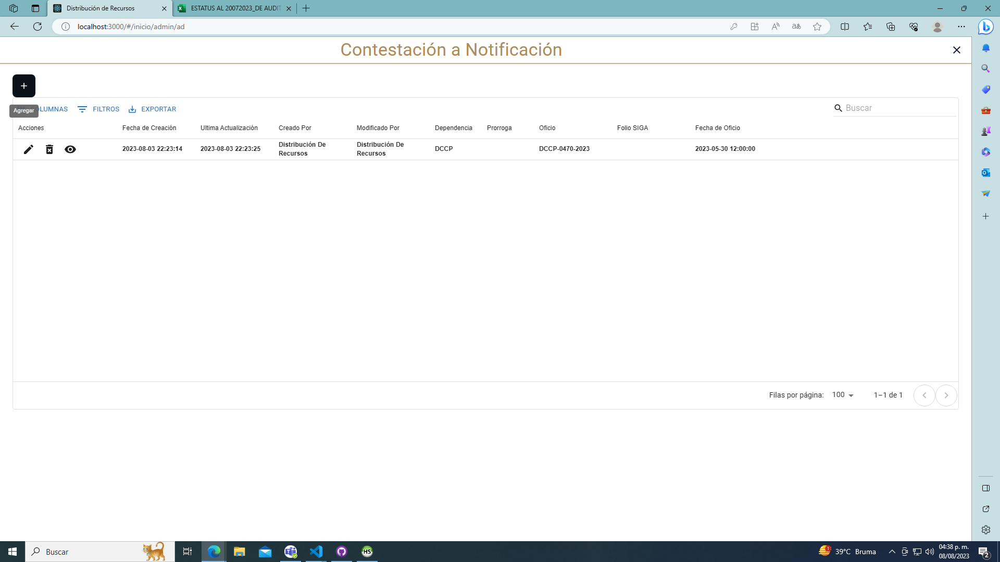 Distribución de Recursos
ESTATUS AL 20072023_DE AUDIT
localhost:3000/#/inicio/admin/ad
Contestación a Notificación
Agregar
FILTROS
EXPORTAR
Buscar
Acciones
Fecha de Creación
Ultima Actualización
Creado Por
Modificado Por
Dependencia
Prorroga
Oficio
Folio SIGA
Fecha de Oficio
2023-08-03 22:23:14
2023-08-03 22:23:25
Distribución De
Recursos
Distribución De
Recursos
DCCP
DCCP-0470-2023
2023-05-30 12:00:00
Filas por página:
100
1–1 de 1
Buscar
HS
1
39°C Bruma
04:38 p. m.
08/08/2023
2